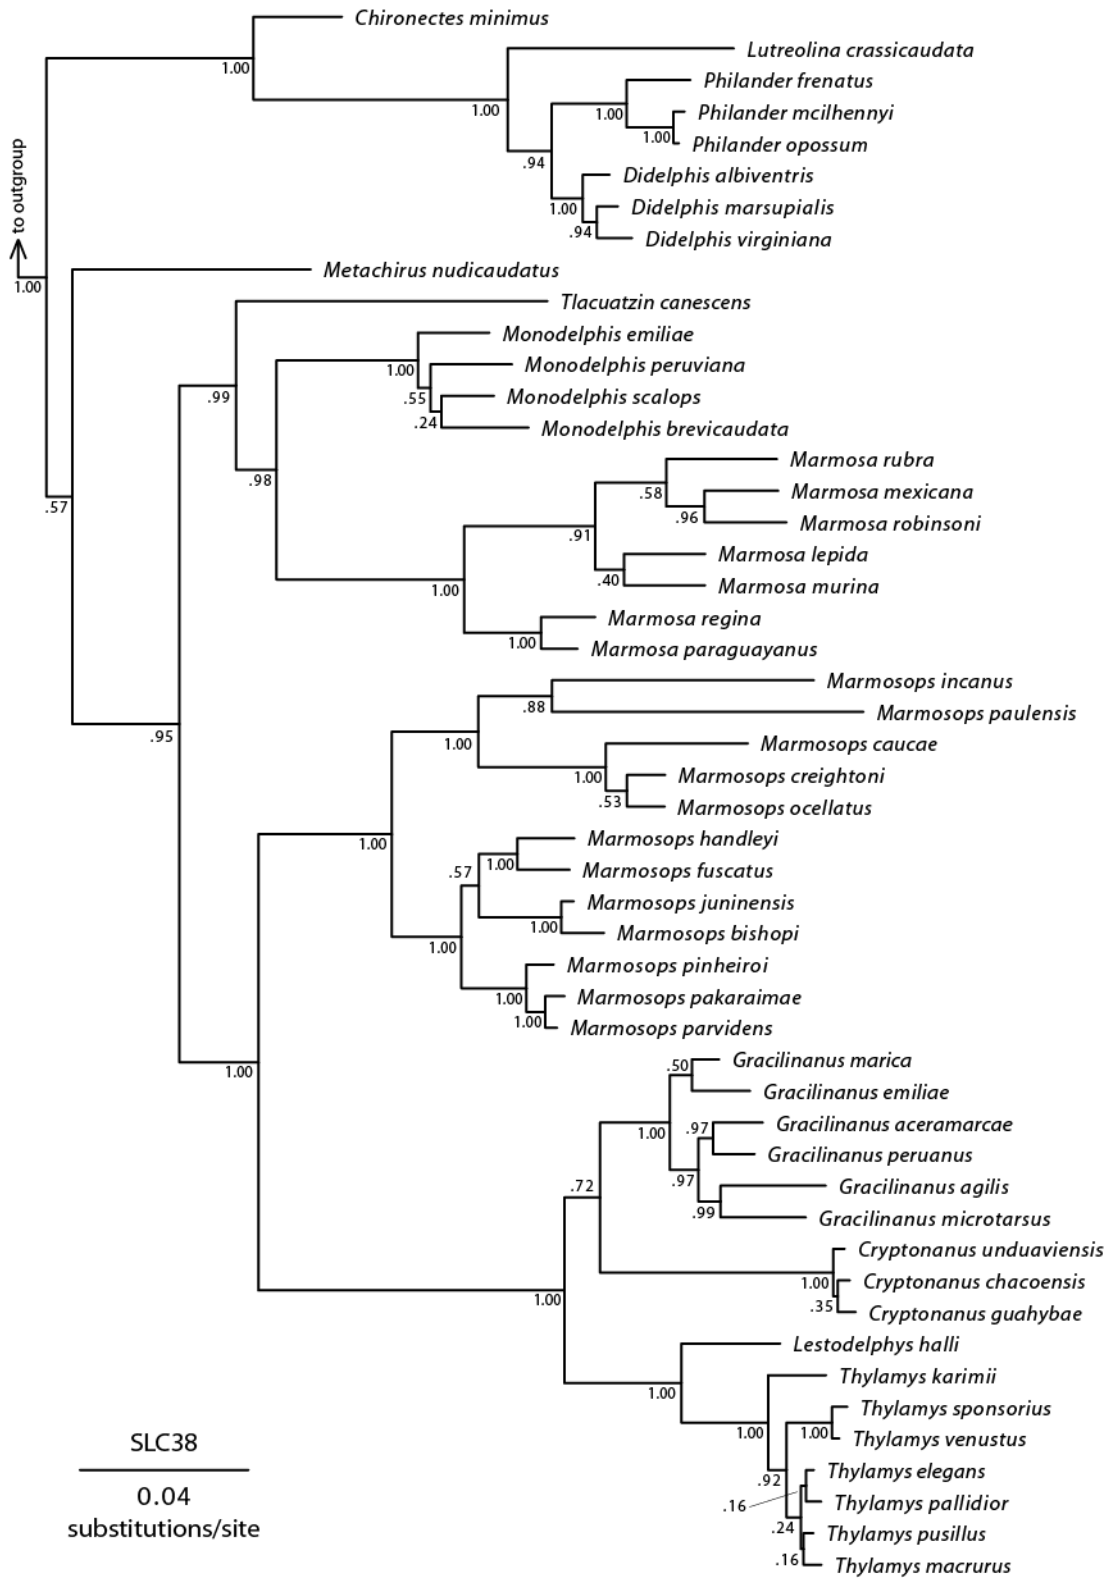 Chironectes minimus
1.00
Lutreolina crassicaudata
Philander frenatus
1.00
1.00
Philander mcilhennyi
1.00
Philander opossum
.94
Didelphis albiventris
1.00
Didelphis marsupialis
.94
Didelphis virginiana
to outgroup
Metachirus nudicaudatus
1.00
Tlacuatzin canescens
Monodelphis emiliae
1.00
Monodelphis peruviana
.99
.55
Monodelphis scalops
.24
Monodelphis brevicaudata
Marmosa rubra
.98
.58
Marmosa mexicana
.57
.96
Marmosa robinsoni
.91
Marmosa lepida
.40
Marmosa murina
1.00
Marmosa regina
1.00
Marmosa paraguayanus
Marmosops incanus
.88
Marmosops paulensis
.95
1.00
Marmosops caucae
1.00
Marmosops creightoni
.53
Marmosops ocellatus
Marmosops handleyi
1.00
.57
1.00
Marmosops fuscatus
Marmosops juninensis
1.00
Marmosops bishopi
1.00
Marmosops pinheiroi
1.00
Marmosops pakaraimae
1.00
Marmosops parvidens
Gracilinanus marica
.50
1.00
Gracilinanus emiliae
Gracilinanus aceramarcae
.97
1.00
Gracilinanus peruanus
.97
Gracilinanus agilis
.72
.99
Gracilinanus microtarsus
Cryptonanus unduaviensis
1.00
Cryptonanus chacoensis
1.00
.35
Cryptonanus guahybae
Lestodelphys halli
Thylamys karimii
1.00
Thylamys sponsorius
1.00
1.00
Thylamys venustus
.92
Thylamys elegans
.16
Thylamys pallidior
.24
Thylamys pusillus
.16
Thylamys macrurus
SLC38
0.04
substitutions/site